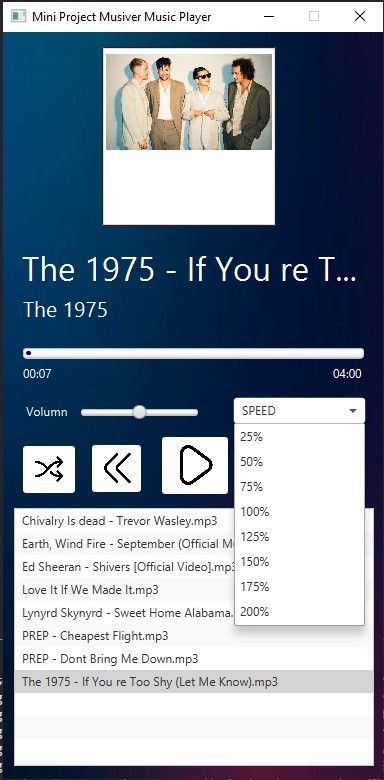 Mini Project Musiver Music Player
The 1975 - If You re T...
The 1975
00:07 04:00
Volumn SPEED
25%
50%
75%
100%
125%
150%
175%
200%
Chivalry Is dead - Trevor Wasley.mp3
Earth, Wind Fire - September (Official M
Ed Sheeran - Shivers [Official Video].mp3
Love It If We Made It.mp3
Lynyrd Skynyrd - Sweet Home Alabama.
PREP - Cheapest Flight.mp3
PREP - Dont Bring Me Down.mp3
The 1975 - If You re Too Shy (Let Me Know).mp3